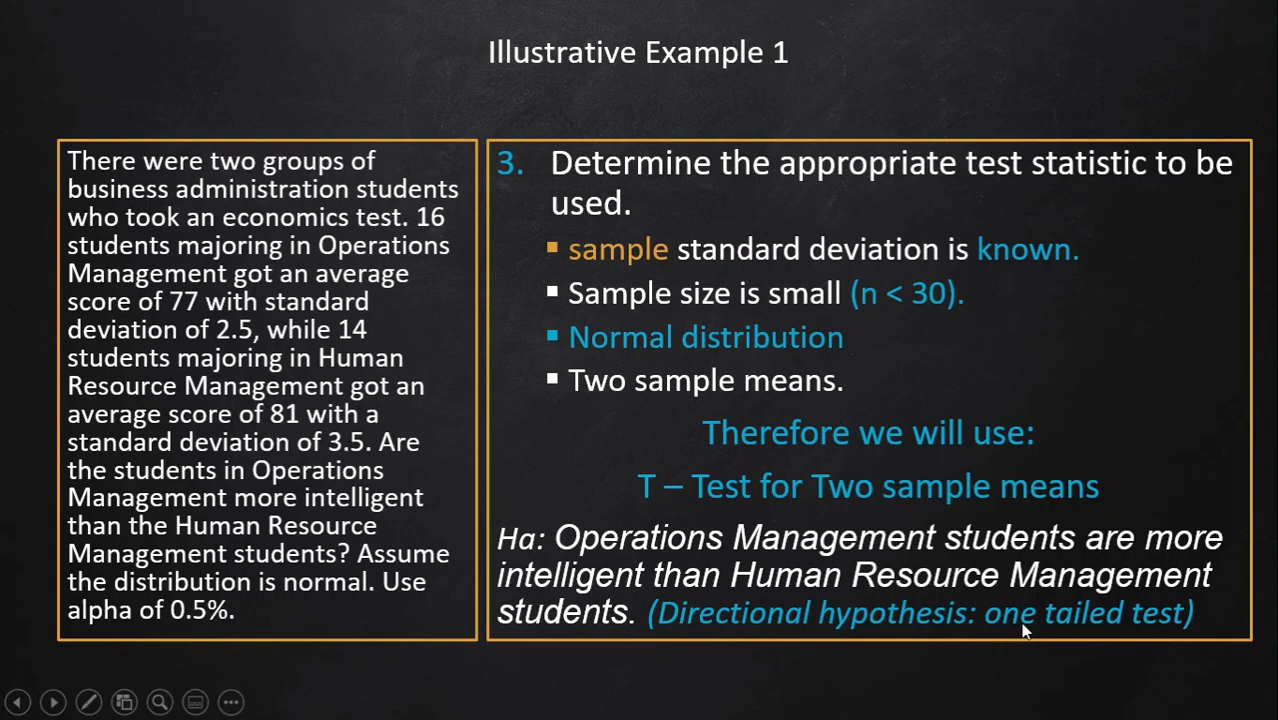 Illustrative Example 1
There were two groups of
business administration students
who took an economics test. 16
students majoring in Operations
Management got an average
score of 77 with standard
deviation of 2.5, while 14
students majoring in Human
Resource Management got an
average score of 81 with a
standard deviation of 3.5. Are
the students in Operations
Management more intelligent
than the Human Resource
Management students? Assume
the distribution is normal. Use
alpha of 0.5%.
3. Determine the appropriate test statistic to be
used.
▪ sample standard deviation is known.
▪ Sample size is small (n < 30).
▪ Normal distribution
▪ Two sample means.
Therefore we will use:
T – Test for Two sample means
Ha: Operations Management students are more
intelligent than Human Resource Management
students. (Directional hypothesis: one tailed test)